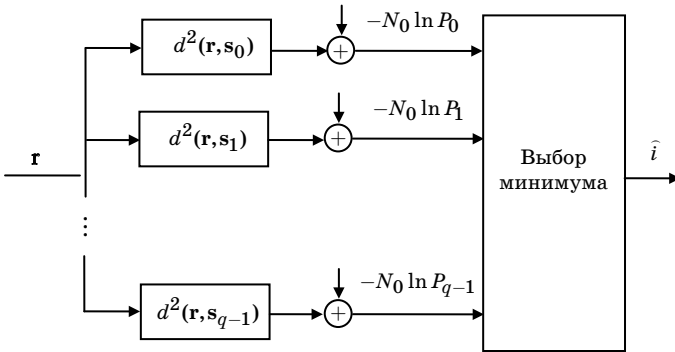 d²(r,s₀)
+
−N₀ ln P₀
d²(r,s₁)
+
−N₀ ln P₁
r
Выбор
минимума
î
⋮
d²(r,s_{q−1})
+
−N₀ ln P_{q−1}